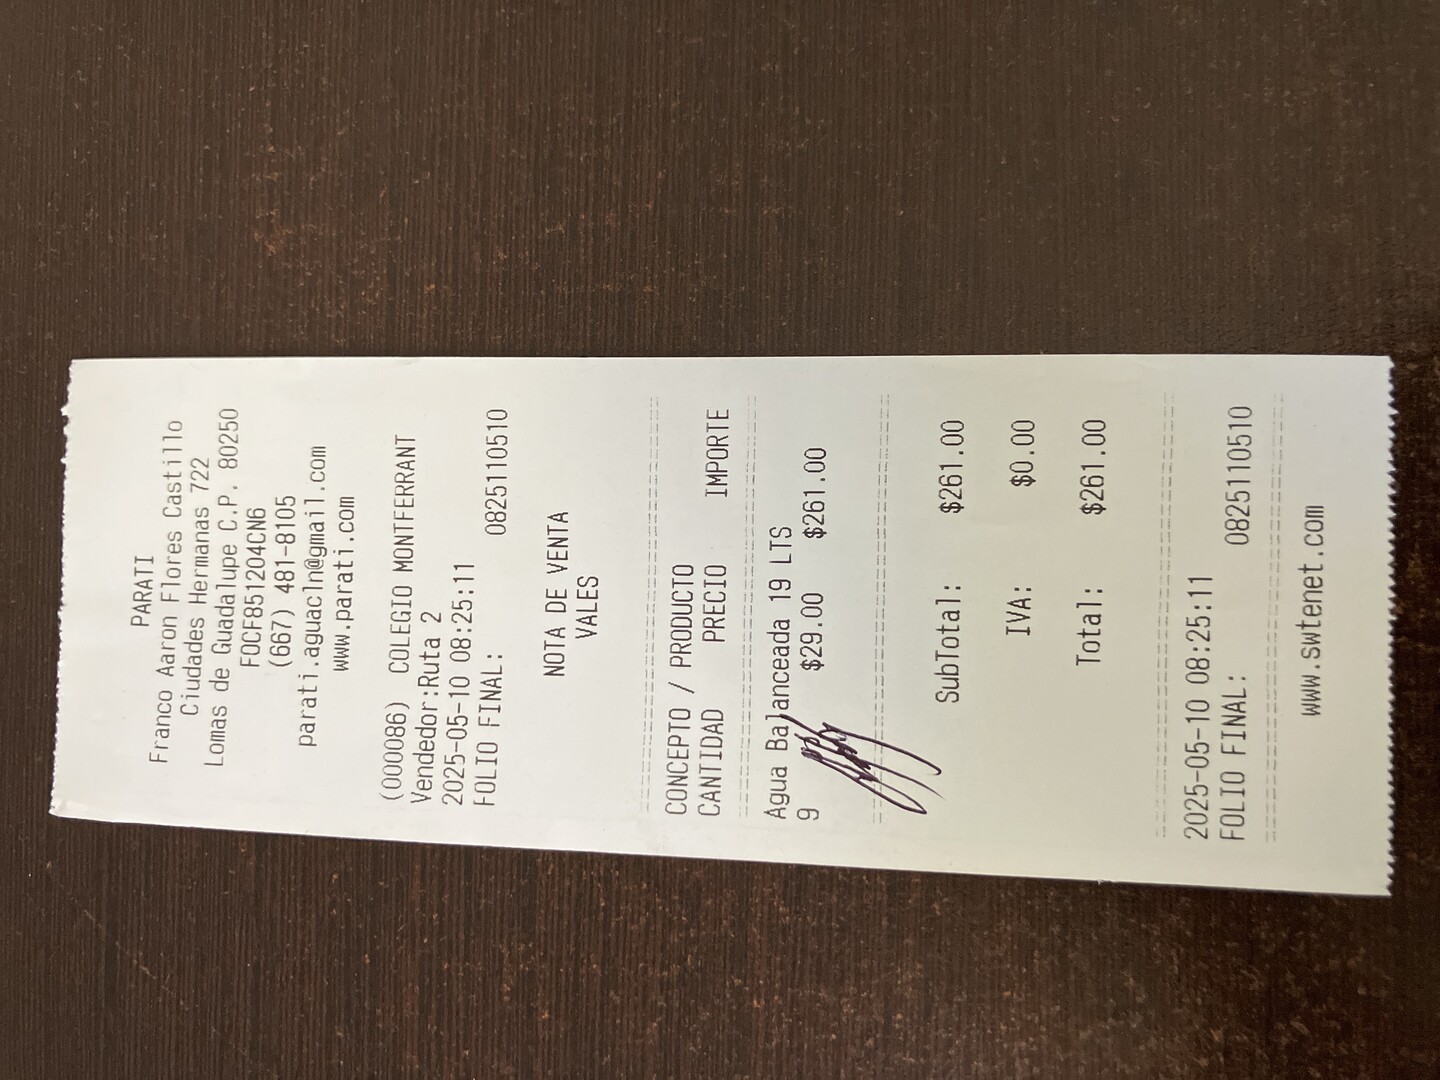 PARATI
Franco Aaron Flores Castillo
Ciudades Hermanas 722
Lomas de Guadalupe C.P. 80250
FOCF851204CN6
(667) 481-8105
parati.aguacln@gmail.com
www.parati.com
(000086) COLEGIO MONTFERRANT
Vendedor:Ruta 2
2025-05-10 08:25:11
FOLIO FINAL: 0825110510
NOTA DE VENTA
VALES
CONCEPTO / PRODUCTO
CANTIDAD PRECIO IMPORTE
Agua Balanceada 19 LTS
9 $29.00 $261.00
SubTotal: $261.00
IVA: $0.00
Total: $261.00
2025-05-10 08:25:11
FOLIO FINAL: 0825110510
www.swtenet.com